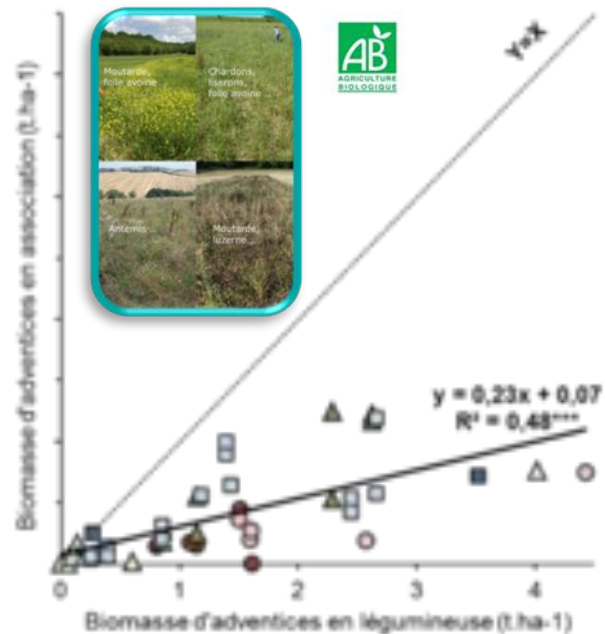 Moutarde,
folle avoine
Chardons,
liserons,
folle avoine
Antemis
Moutarde,
luzerne...
AB
AGRICULTURE
BIOLOGIQUE
Y=X
Biomasse d'adventices en association (t.ha-1)
y = 0,23x + 0,07
R² = 0,48***
0
1
2
3
4
Biomasse d'adventices en légumineuse (t.ha-1)